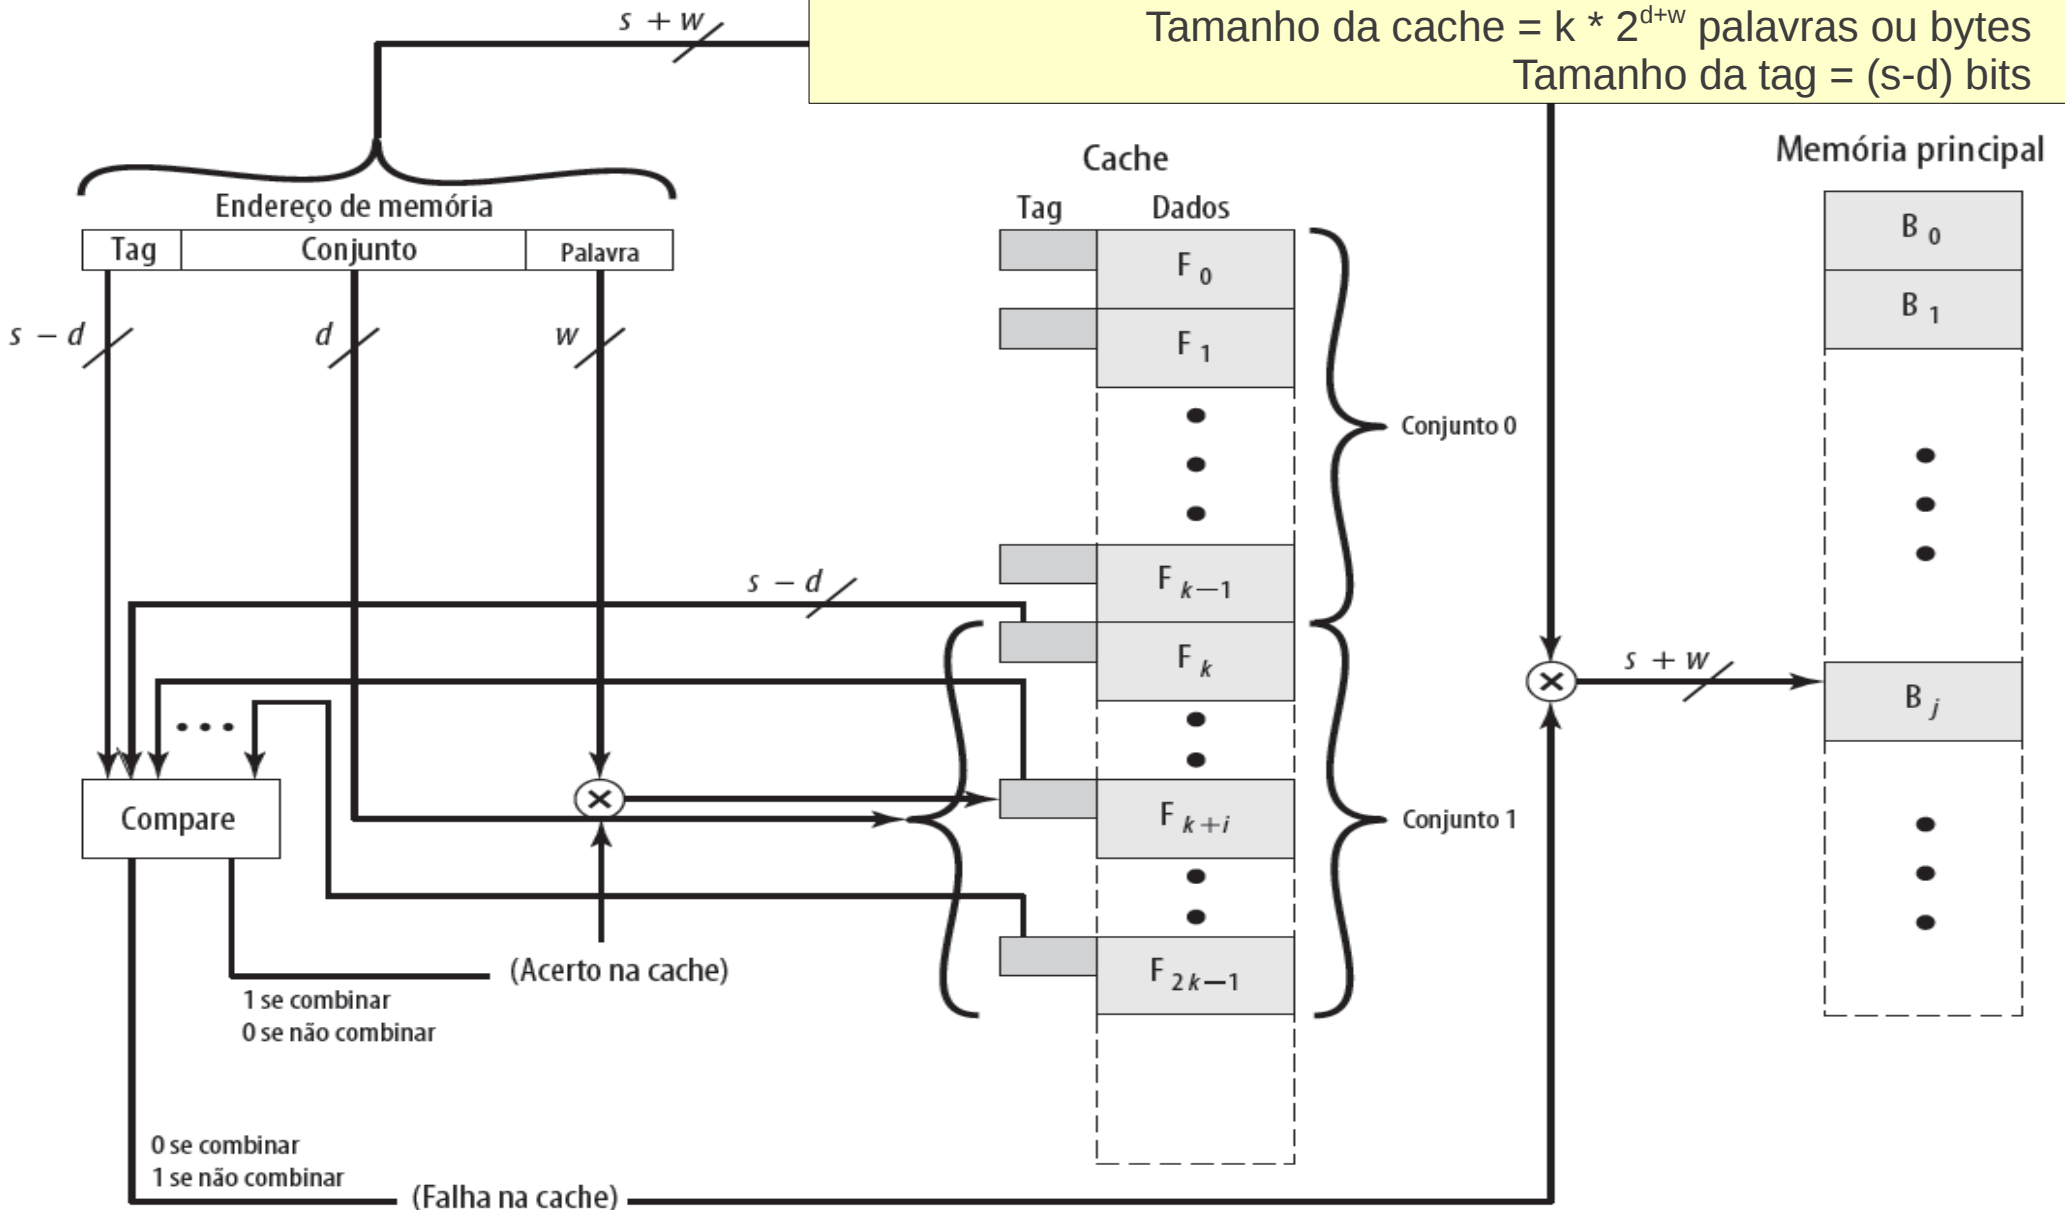 s + w
Tamanho da cache = k * 2^{d+w} palavras ou bytes
Tamanho da tag = (s-d) bits
Memória principal
Cache
Endereço de memória
Tag Dados
Tag Conjunto Palavra
B 0
F 0
B 1
s – d d w
F 1
Conjunto 0
F k–1
s – d
F k
s + w
B j
Compare
F k+i
Conjunto 1
(Acerto na cache)
F 2k–1
1 se combinar
0 se não combinar
0 se combinar
1 se não combinar
(Falha na cache)